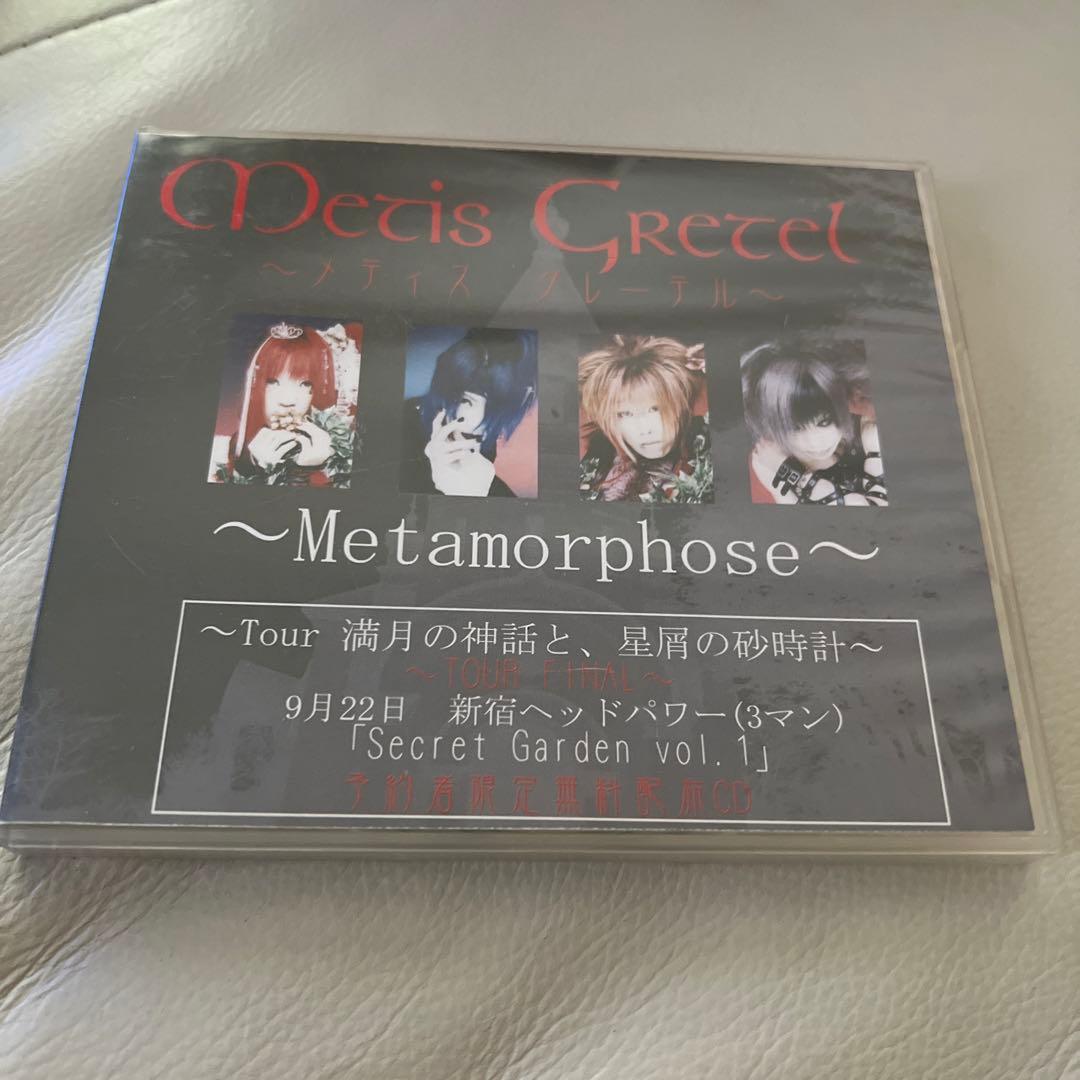 Metis Gretel
～メティス グレーテル～
～Metamorphose～
～Tour 満月の神話と、星屑の砂時計～
～TOUR FINAL～
9月22日　新宿ヘッドパワー(3マン)
「Secret Garden vol.1」
予約者限定無料配布CD